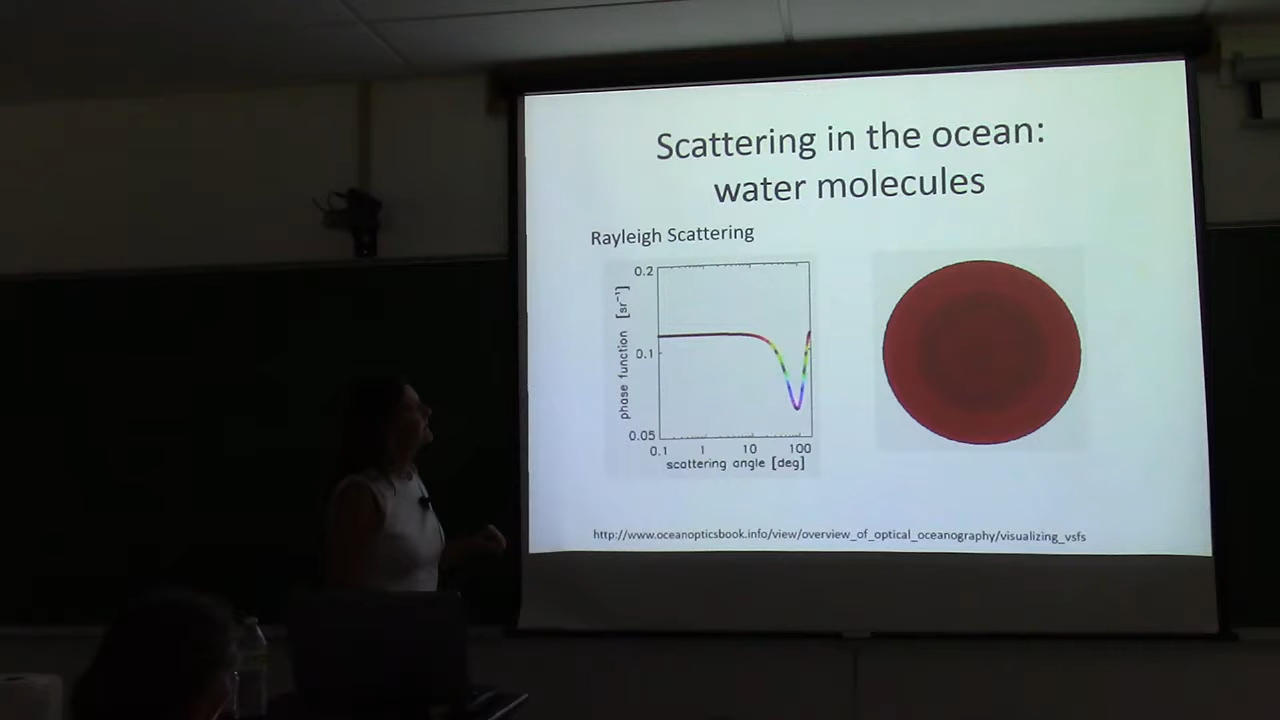 Scattering in the ocean:
water molecules
Rayleigh Scattering
0.2
0.1
0.05
phase function [sr⁻¹]
0.1 1 10 100
scattering angle [deg]
http://www.oceanopticsbook.info/view/overview_of_optical_oceanography/visualizing_vsfs